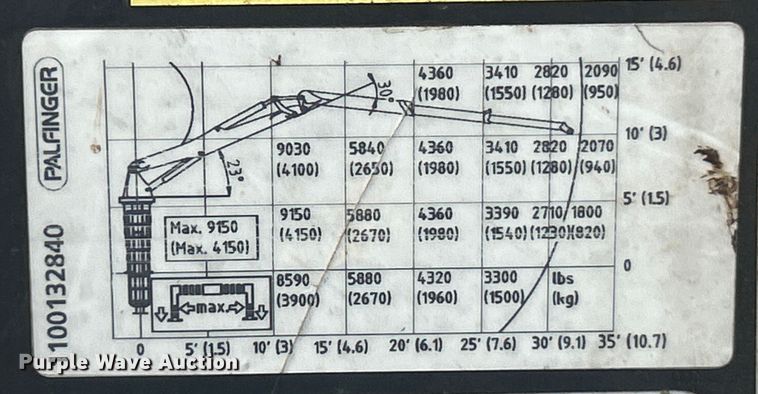 PALFINGER
100132840
4360 3410 2820 2090 15' (4.6)
(1980) (1550) (1280) (950)
30°
10' (3)
9030 5840 4360 3410 2820 2070
(4100) (2650) (1980) (1550) (1280) (940)
23°
5' (1.5)
Max. 9150
(Max. 4150)
9150 5880 4360 3390 2710 1800
(4150) (2670) (1980) (1540) (1230) (820)
0
8590 5880 4320 3300 lbs
(3900) (2670) (1960) (1500) (kg)
max.
0 5' (1.5) 10' (3) 15' (4.6) 20' (6.1) 25' (7.6) 30' (9.1) 35' (10.7)
Purple Wave Auction